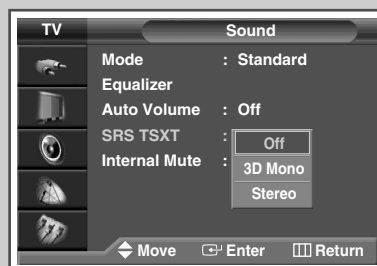 TV Sound
Mode : Standard
Equalizer
Auto Volume : Off
SRS TSXT : Off
3D Mono
Internal Mute :
Stereo
Move Enter Return